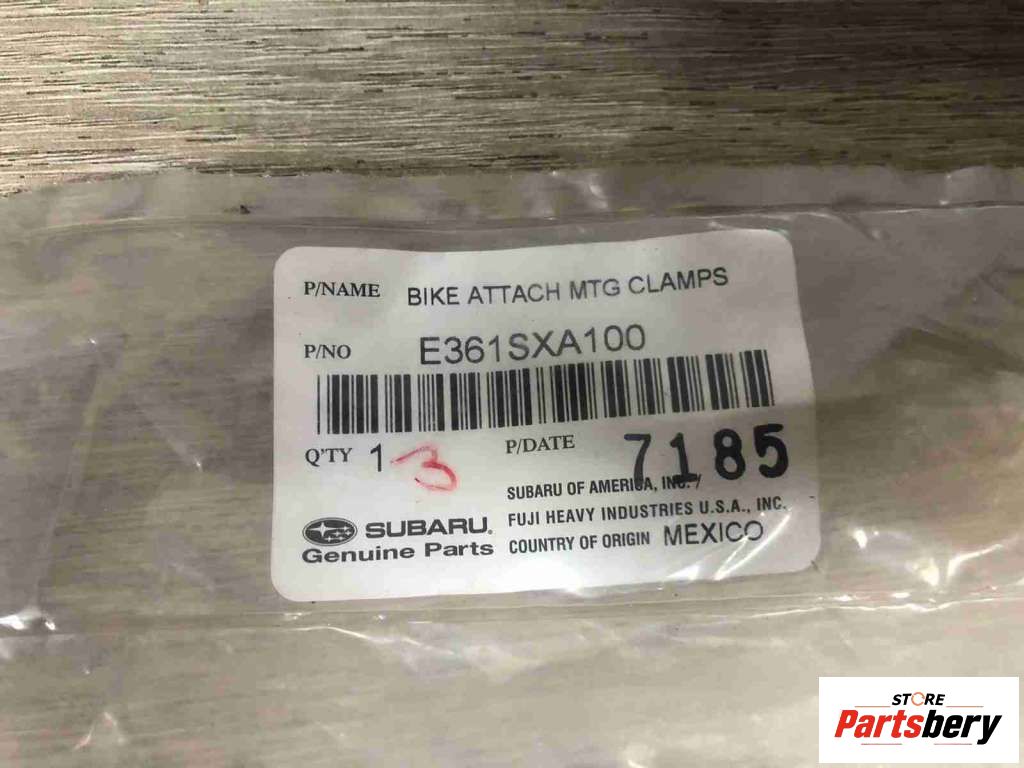 P/NAME BIKE ATTACH MTG CLAMPS
P/NO E361SXA100
Q'TY 1 3 P/DATE 7185
SUBARU OF AMERICA, INC. /
FUJI HEAVY INDUSTRIES U.S.A., INC.
COUNTRY OF ORIGIN MEXICO
SUBARU.
Genuine Parts
STORE
Partsbery